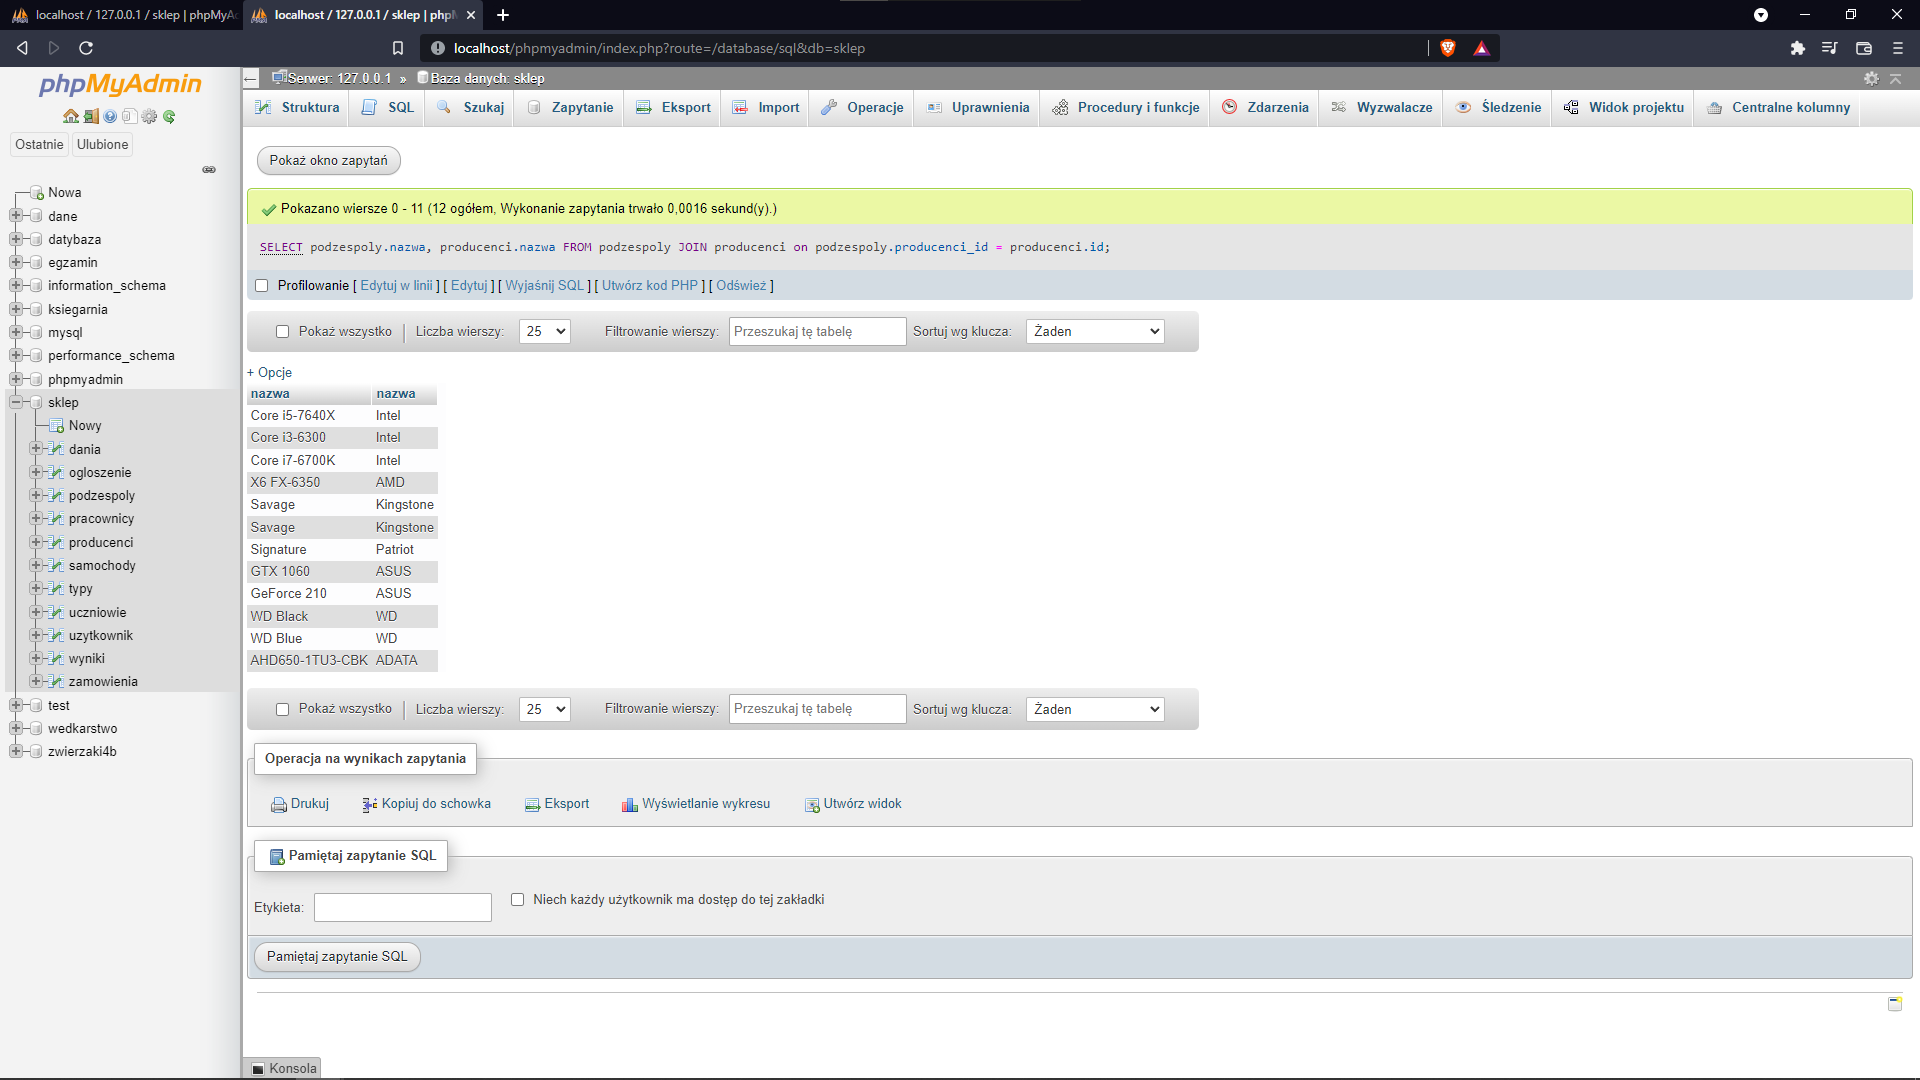 localhost / 127.0.0.1 / sklep | phpMyA
localhost / 127.0.0.1 / sklep | phpM
localhost/phpmyadmin/index.php?route=/database/sql&db=sklep
phpMyAdmin
Ostatnie
Ulubione
Nowa
dane
datybaza
egzamin
information_schema
ksiegarnia
mysql
performance_schema
phpmyadmin
sklep
Nowy
dania
ogloszenie
podzespoly
pracownicy
producenci
samochody
typy
uczniowie
uzytkownik
wyniki
zamowienia
test
wedkarstwo
zwierzaki4b
Serwer: 127.0.0.1 » Baza danych: sklep
Struktura SQL Szukaj Zapytanie Eksport Import Operacje Uprawnienia Procedury i funkcje Zdarzenia Wyzwalacze Śledzenie Widok projektu Centralne kolumny
Pokaż okno zapytań
Pokazano wiersze 0 - 11 (12 ogółem, Wykonanie zapytania trwało 0,0016 sekund(y).)
SELECT podzespoly.nazwa, producenci.nazwa FROM podzespoly JOIN producenci on podzespoly.producenci_id = producenci.id;
Profilowanie [ Edytuj w linii ] [ Edytuj ] [ Wyjaśnij SQL ] [ Utwórz kod PHP ] [ Odśwież ]
Pokaż wszystko Liczba wierszy: 25 Filtrowanie wierszy: Przeszukaj tę tabelę Sortuj wg klucza: Żaden
+ Opcje
nazwa nazwa
Core i5-7640X Intel
Core i3-6300 Intel
Core i7-6700K Intel
X6 FX-6350 AMD
Savage Kingstone
Savage Kingstone
Signature Patriot
GTX 1060 ASUS
GeForce 210 ASUS
WD Black WD
WD Blue WD
AHD650-1TU3-CBK ADATA
Pokaż wszystko Liczba wierszy: 25 Filtrowanie wierszy: Przeszukaj tę tabelę Sortuj wg klucza: Żaden
Operacja na wynikach zapytania
Drukuj Kopiuj do schowka Eksport Wyświetlanie wykresu Utwórz widok
Pamiętaj zapytanie SQL
Etykieta: Niech każdy użytkownik ma dostęp do tej zakładki
Pamiętaj zapytanie SQL
Konsola